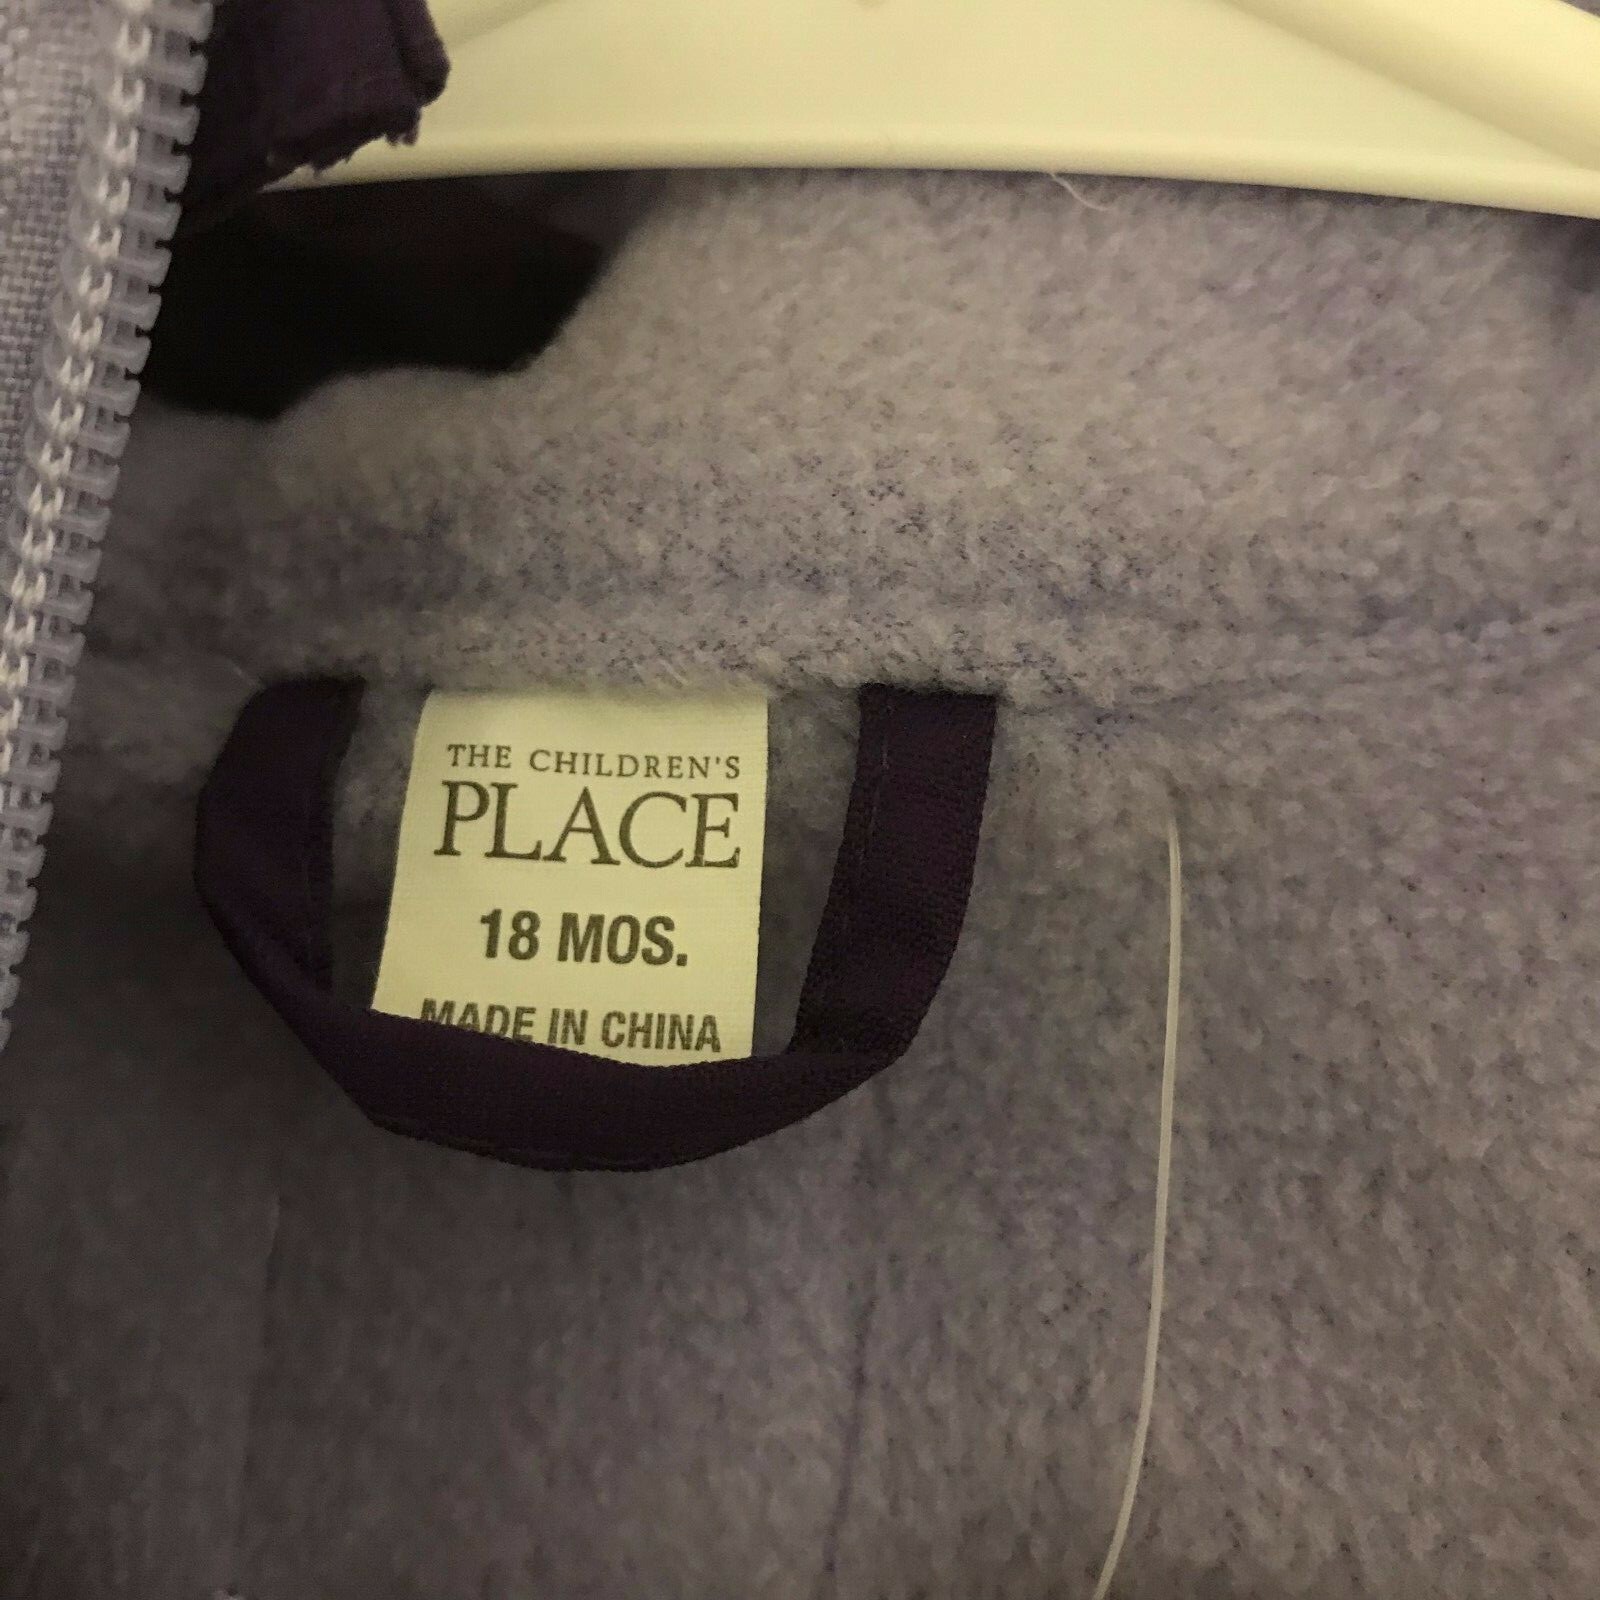 THE CHILDREN'S
PLACE
18 MOS.
MADE IN CHINA